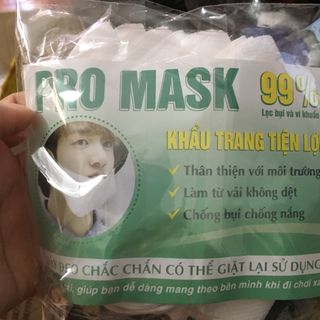 PRO MASK
99%
Lọc bụi và vi khuẩn
KHẨU TRANG TIỆN LỢ
Thân thiện với môi trường
Làm từ vải không dệt
Chống bụi chống nắng
ĐEO CHẮC CHẮN CÓ THỂ GIẶT LẠI SỬ DỤNG
giúp bạn dễ dàng mang theo bên mình khi đi chơi xa